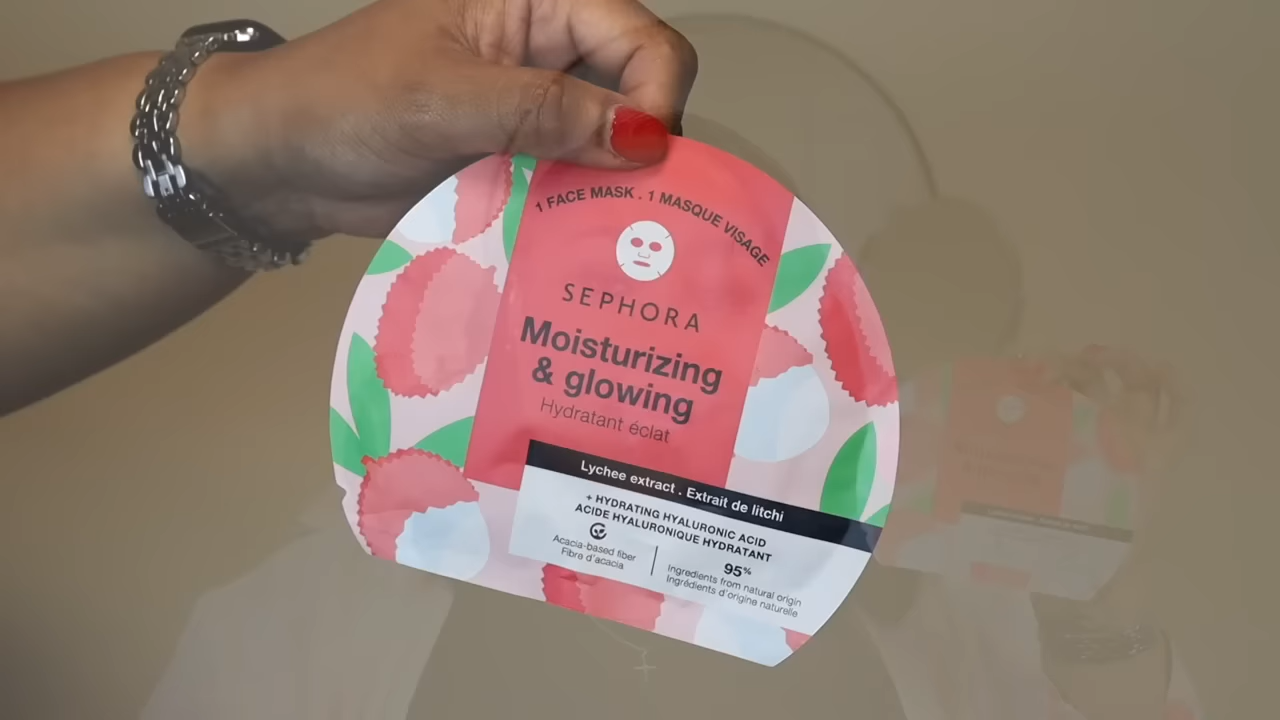 1 FACE MASK . 1 MASQUE VISAGE
SEPHORA
Moisturizing
& glowing
Hydratant éclat
Lychee extract . Extrait de litchi
+ HYDRATING HYALURONIC ACID
ACIDE HYALURONIQUE HYDRATANT
Acacia-based fiber
Fibre d'acacia
95%
Ingredients from natural origin
Ingrédients d'origine naturelle